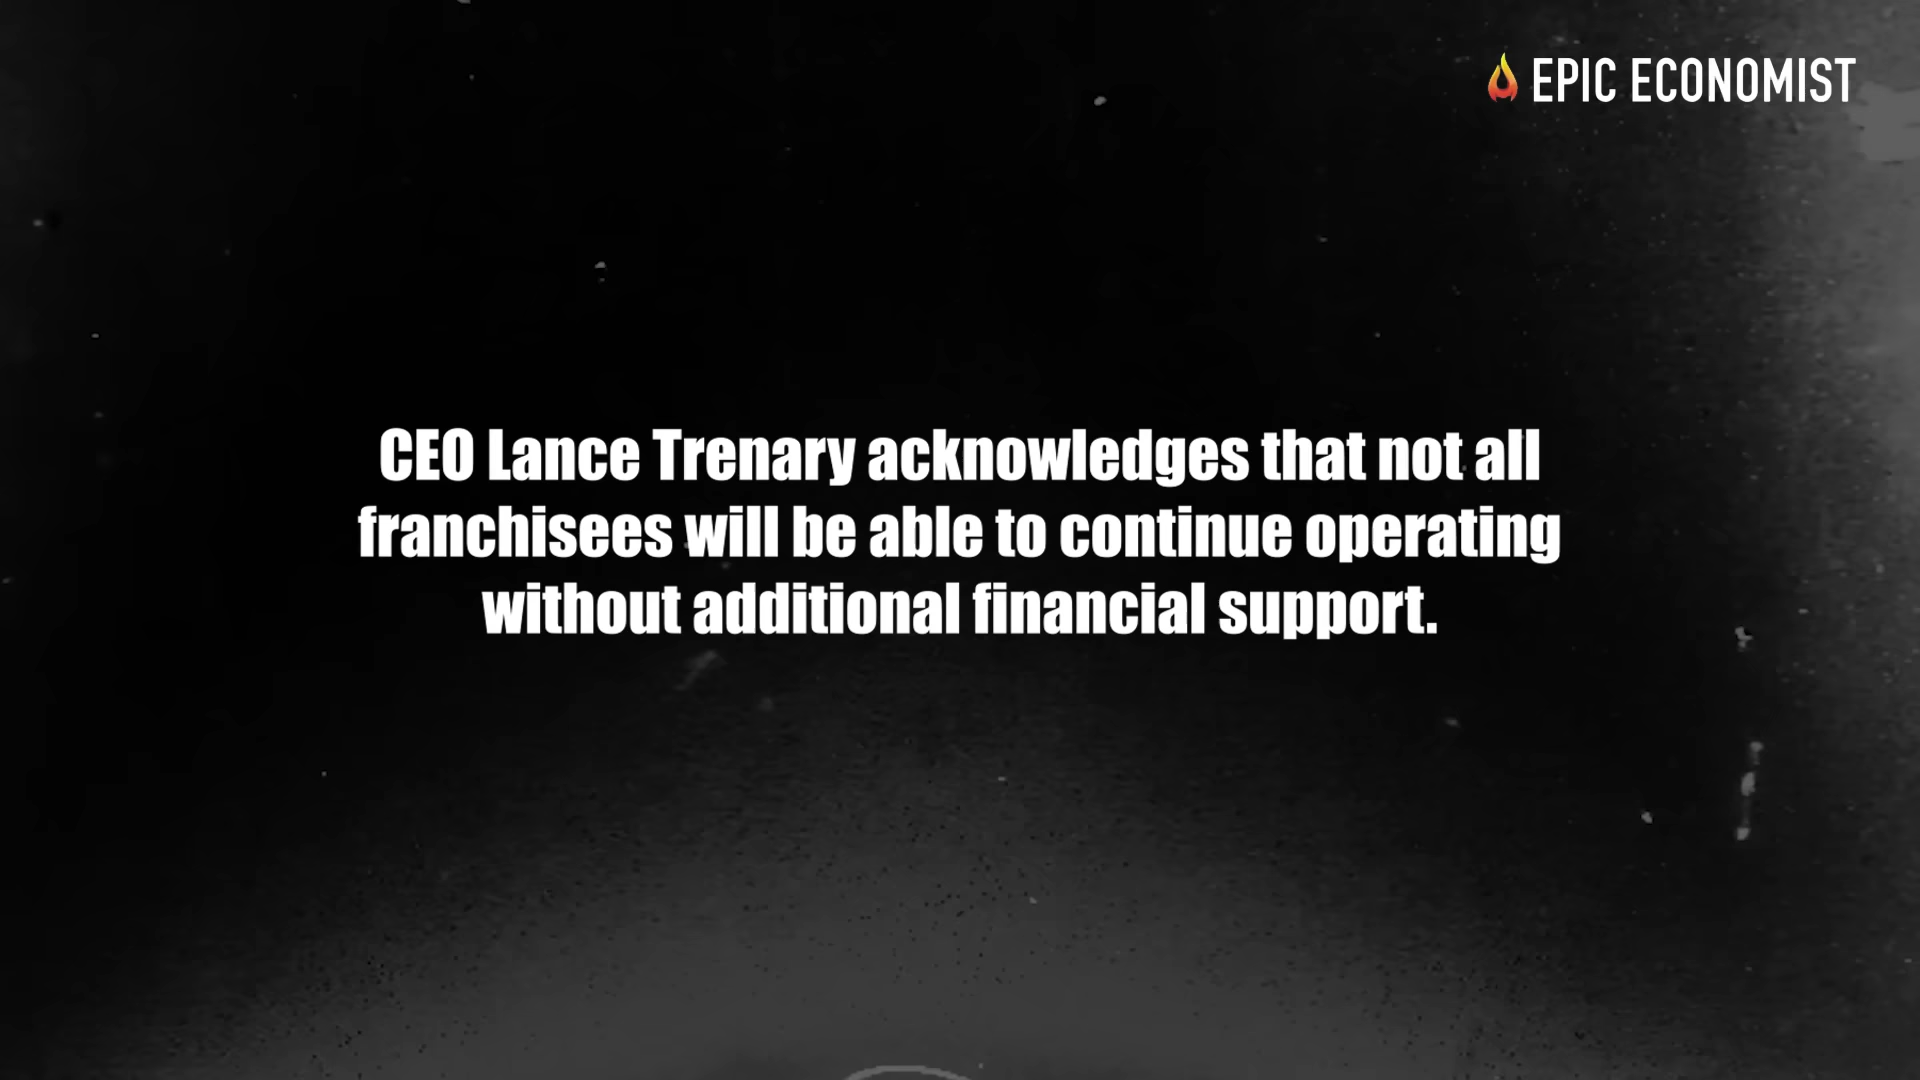 EPIC ECONOMIST
CEO Lance Trenary acknowledges that not all
franchisees will be able to continue operating
without additional financial support.